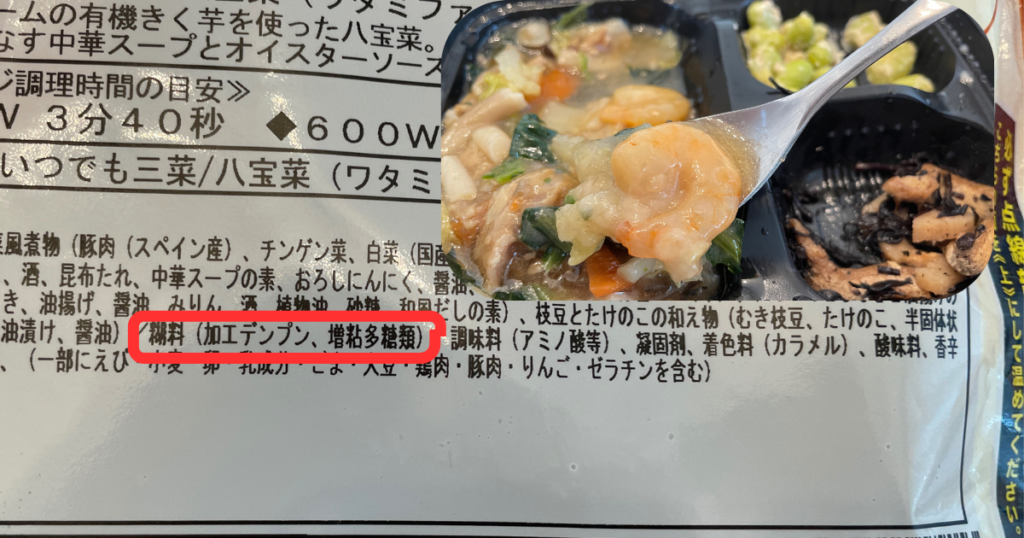 ームの有機きく芋を使った八宝菜。
なす中華スープとオイスターソース
ジ調理時間の目安≫
W 3分40秒 ◆600W
いつでも三菜/八宝菜(ワタミ
風煮物(豚肉(スペイン産)、チンゲン菜、白菜(国産
、酒、昆布たれ、中華スープの素、おろしにんにく、醤油、
き、油揚げ、醤油、みりん、酒、植物油、砂糖、和風だしの素)、枝豆とたけのこの和え物(むき枝豆、たけのこ、半固体状
油漬け、醤油)/糊料(加工デンプン、増粘多糖類)、調味料(アミノ酸等)、凝固剤、着色料(カラメル)、酸味料、香辛
、(一部にえび・小麦・卵・乳成分・ごま・大豆・鶏肉・豚肉・りんご・ゼラチンを含む)
必ず点線
《上》にして温めてください。